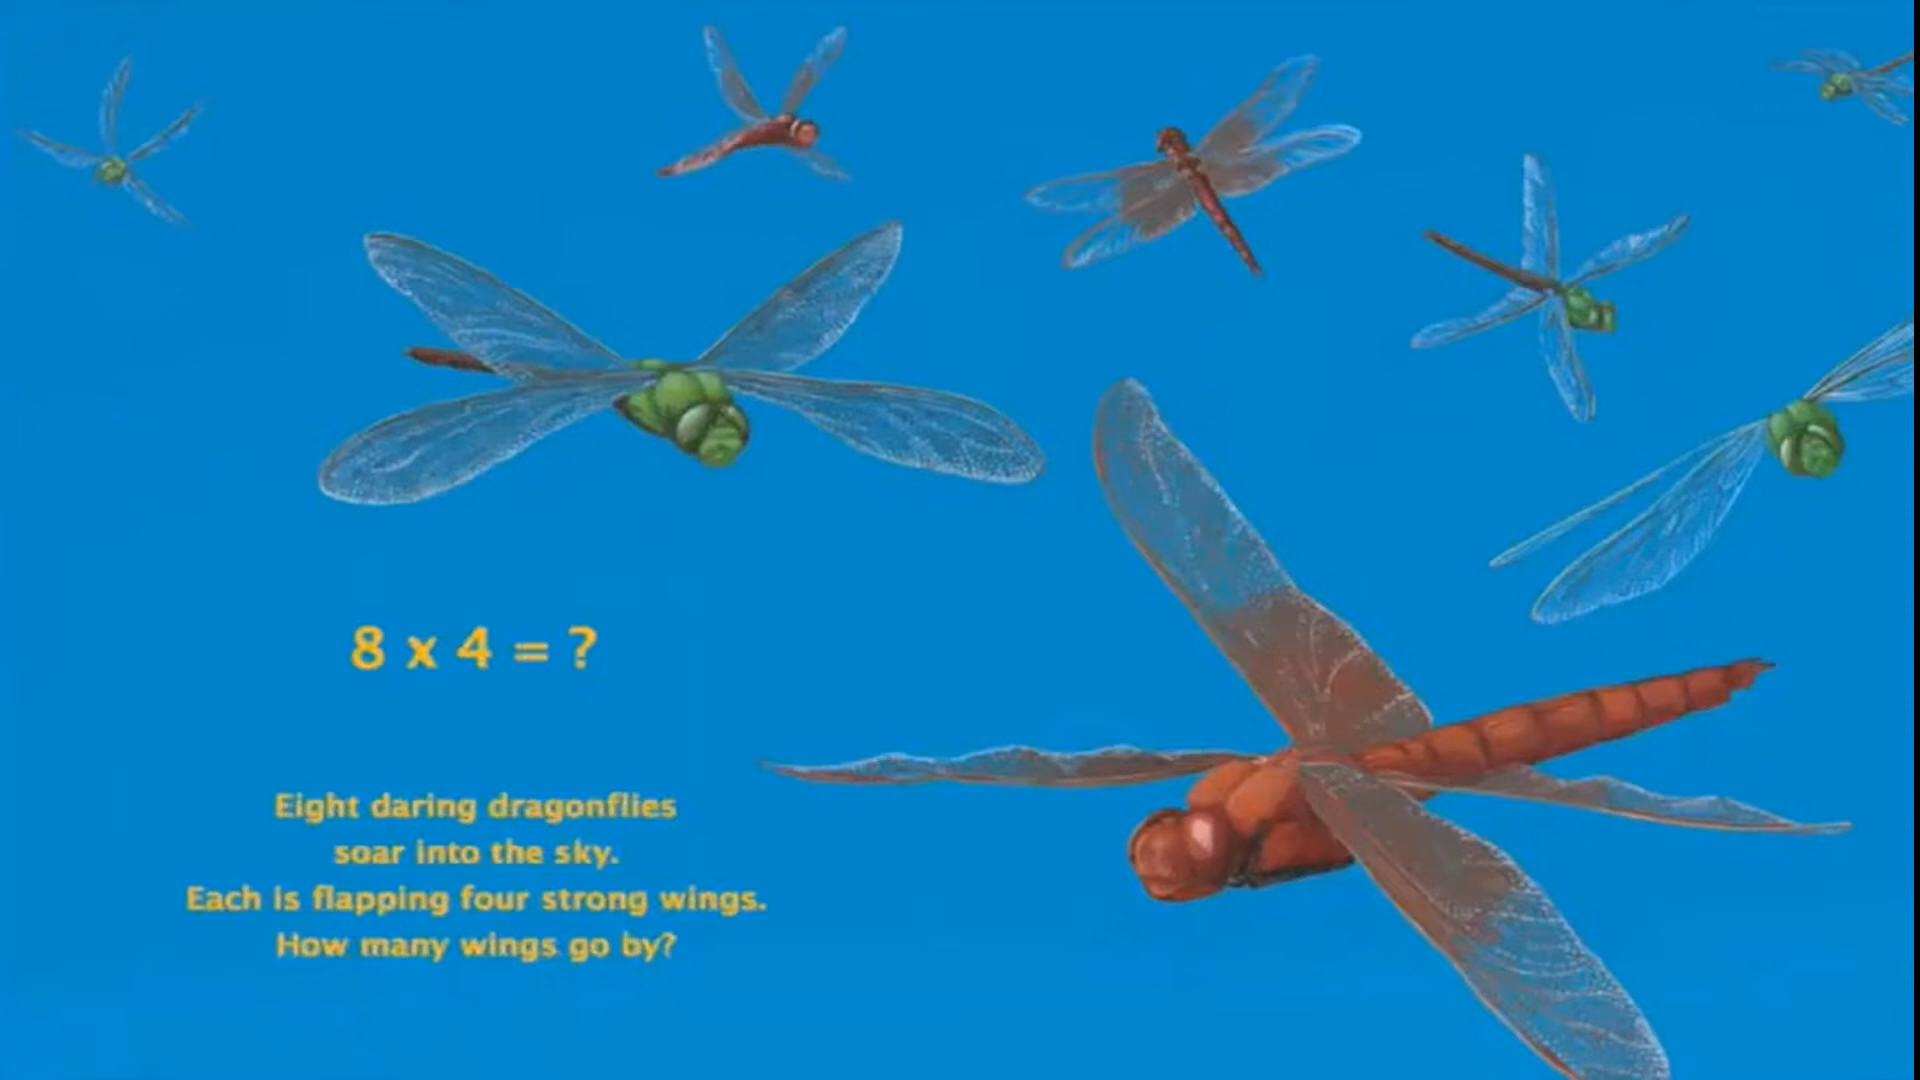 8 x 4 = ?
Eight daring dragonflies
soar into the sky.
Each is flapping four strong wings.
How many wings go by?